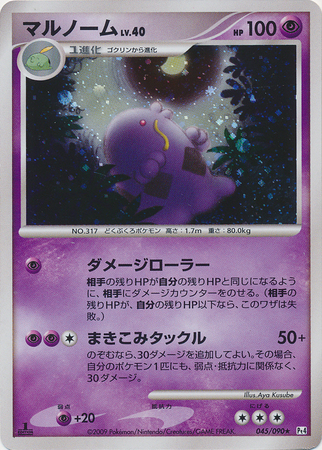 マルノーム LV.40 HP 100
1進化 ゴクリンから進化
NO.317 どくぶくろポケモン 高さ：1.7m 重さ：80.0kg
ダメージローラー
相手の残りHPが自分の残りHPと同じになるよう
に、相手にダメージカウンターをのせる。（相手の
残りHPが、自分の残りHP以下なら、このワザは失
敗。）
まきこみタックル 50+
のぞむなら、30ダメージを追加してよい。その場合、
自分のポケモン1匹にも、弱点・抵抗力に関係なく、
30ダメージ。
Illus.Aya Kusube
弱点 +20 抵抗力 にげる
1 EDITION ©2009 Pokémon/Nintendo/Creatures/GAME FREAK. 045/090★ Pt4